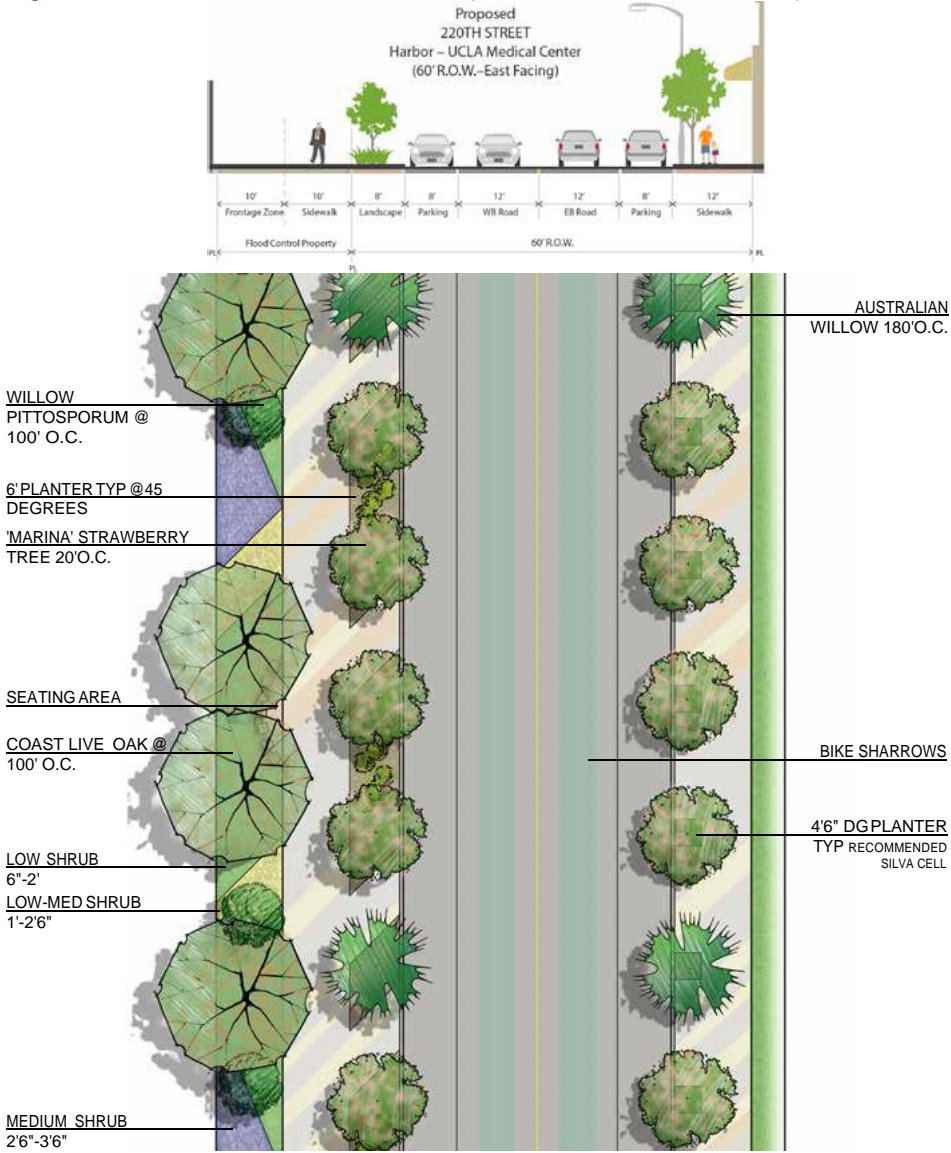 Proposed
220TH STREET
Harbor – UCLA Medical Center
(60' R.O.W.–East Facing)
10' 10' 8' 8' 12' 12' 8' 12'
Frontage Zone Sidewalk Landscape Parking WB Road EB Road Parking Sidewalk
Flood Control Property 60' R.O.W.
PL PL
PL
AUSTRALIAN
WILLOW 180'O.C.
WILLOW
PITTOSPORUM @
100' O.C.
6' PLANTER TYP @45
DEGREES
'MARINA' STRAWBERRY
TREE 20'O.C.
SEATING AREA
COAST LIVE OAK @
100' O.C.
BIKE SHARROWS
4'6" DG PLANTER
TYP RECOMMENDED
SILVA CELL
LOW SHRUB
6"-2'
LOW-MED SHRUB
1'-2'6"
MEDIUM SHRUB
2'6"-3'6"